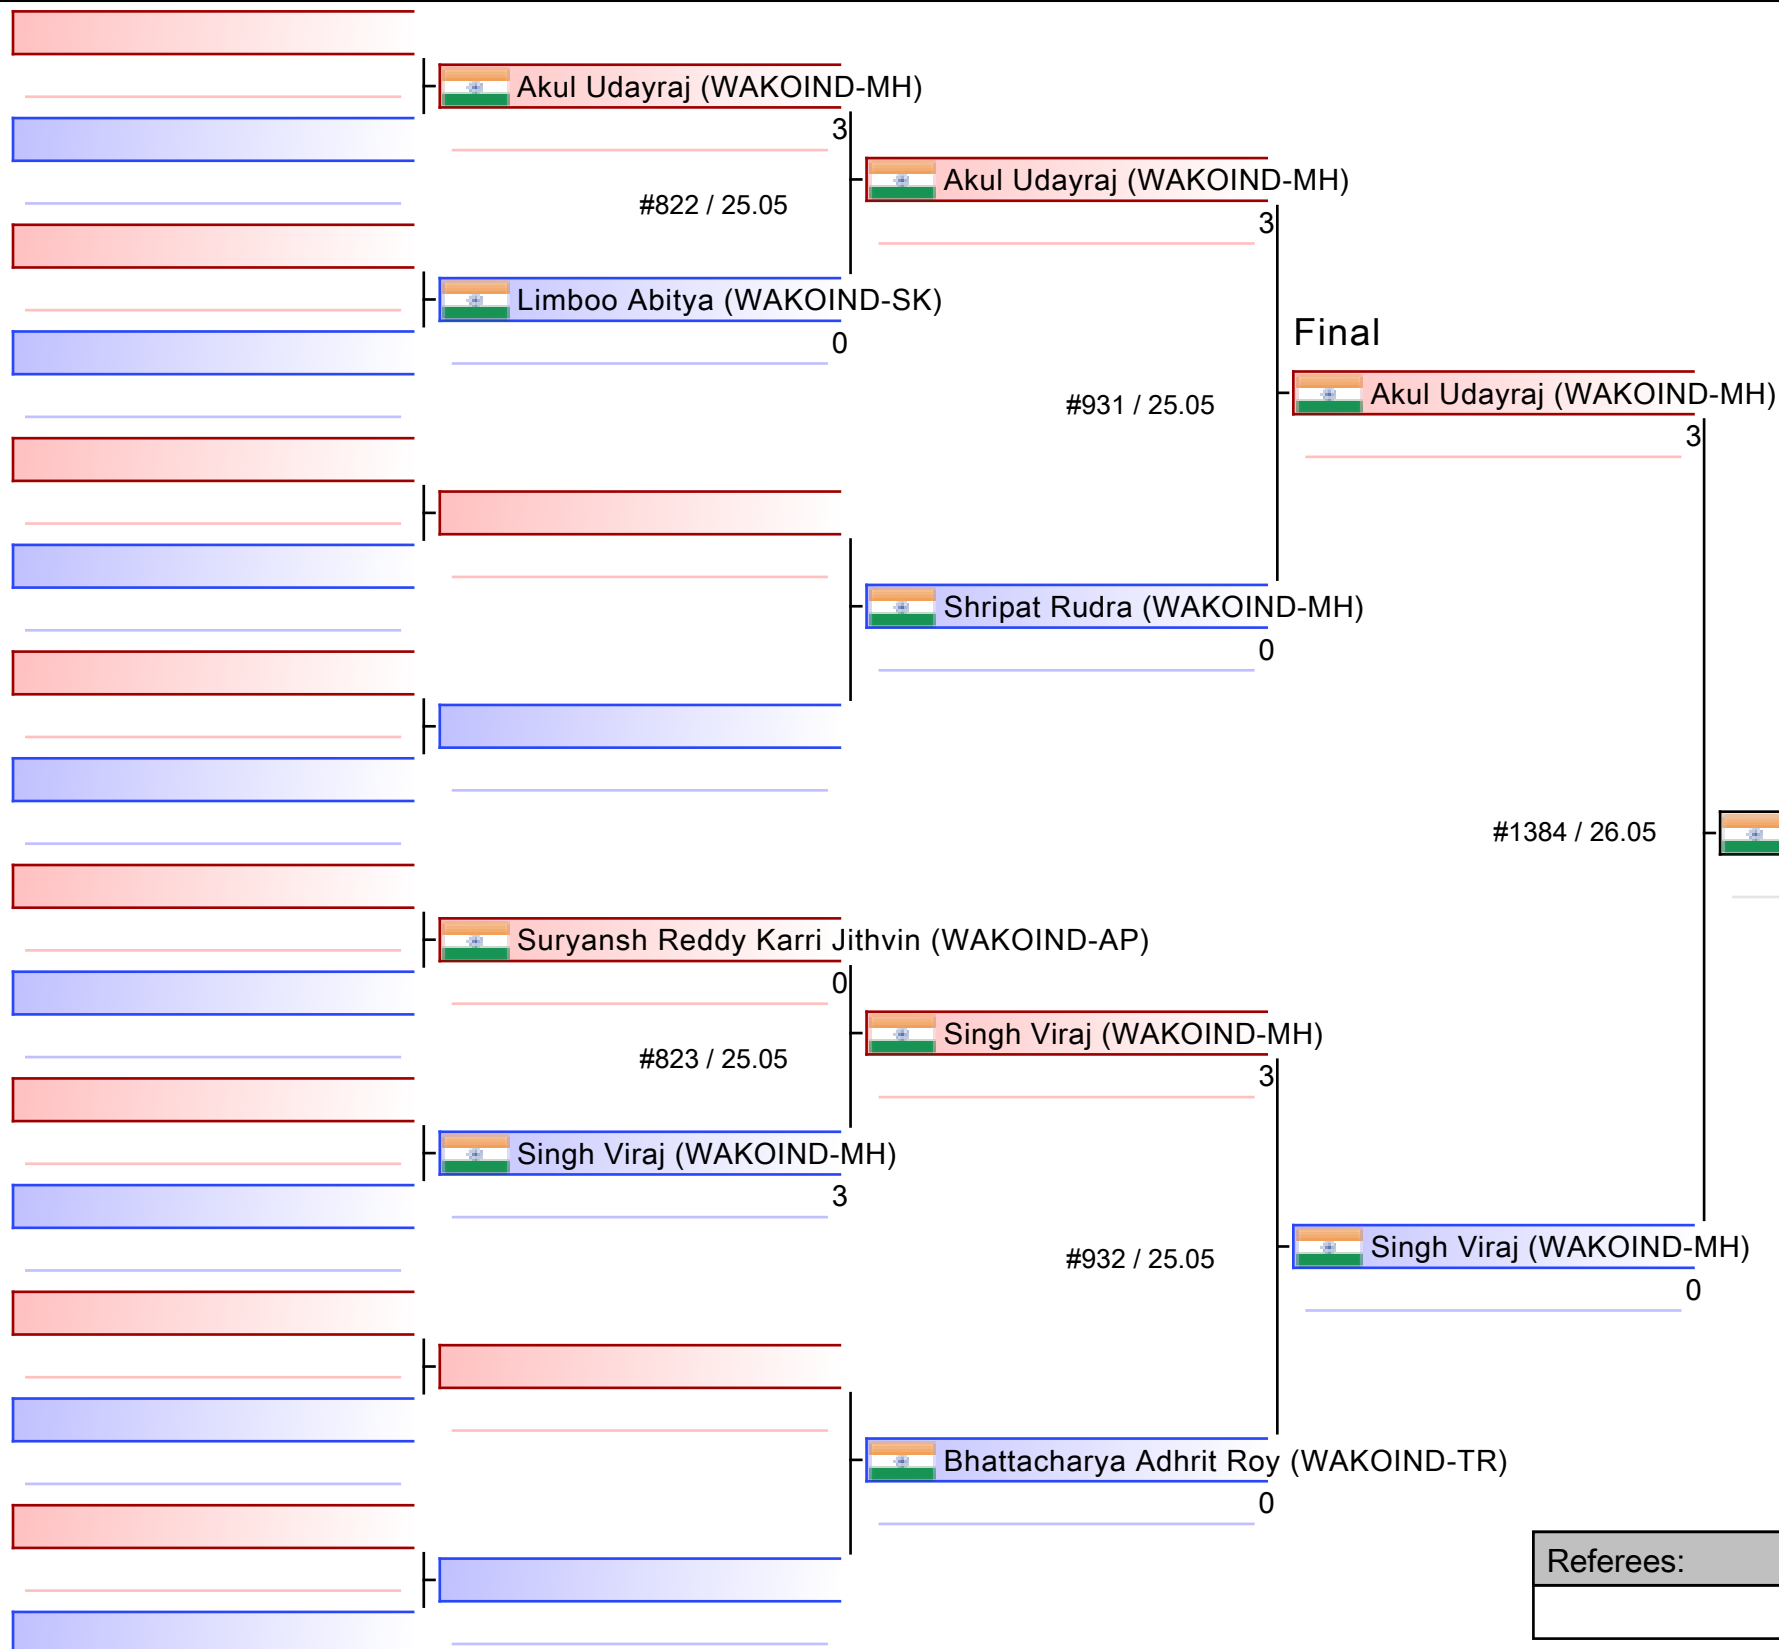 Akul Udayraj (WAKOIND-MH)
3
#822 / 25.05
Limboo Abitya (WAKOIND-SK)
0
Akul Udayraj (WAKOIND-MH)
3
#931 / 25.05
Shripat Rudra (WAKOIND-MH)
0
Final
Akul Udayraj (WAKOIND-MH)
3
#1384 / 26.05
Suryansh Reddy Karri Jithvin (WAKOIND-AP)
0
#823 / 25.05
Singh Viraj (WAKOIND-MH)
3
Singh Viraj (WAKOIND-MH)
3
#932 / 25.05
Bhattacharya Adhrit Roy (WAKOIND-TR)
0
Singh Viraj (WAKOIND-MH)
0
Referees: